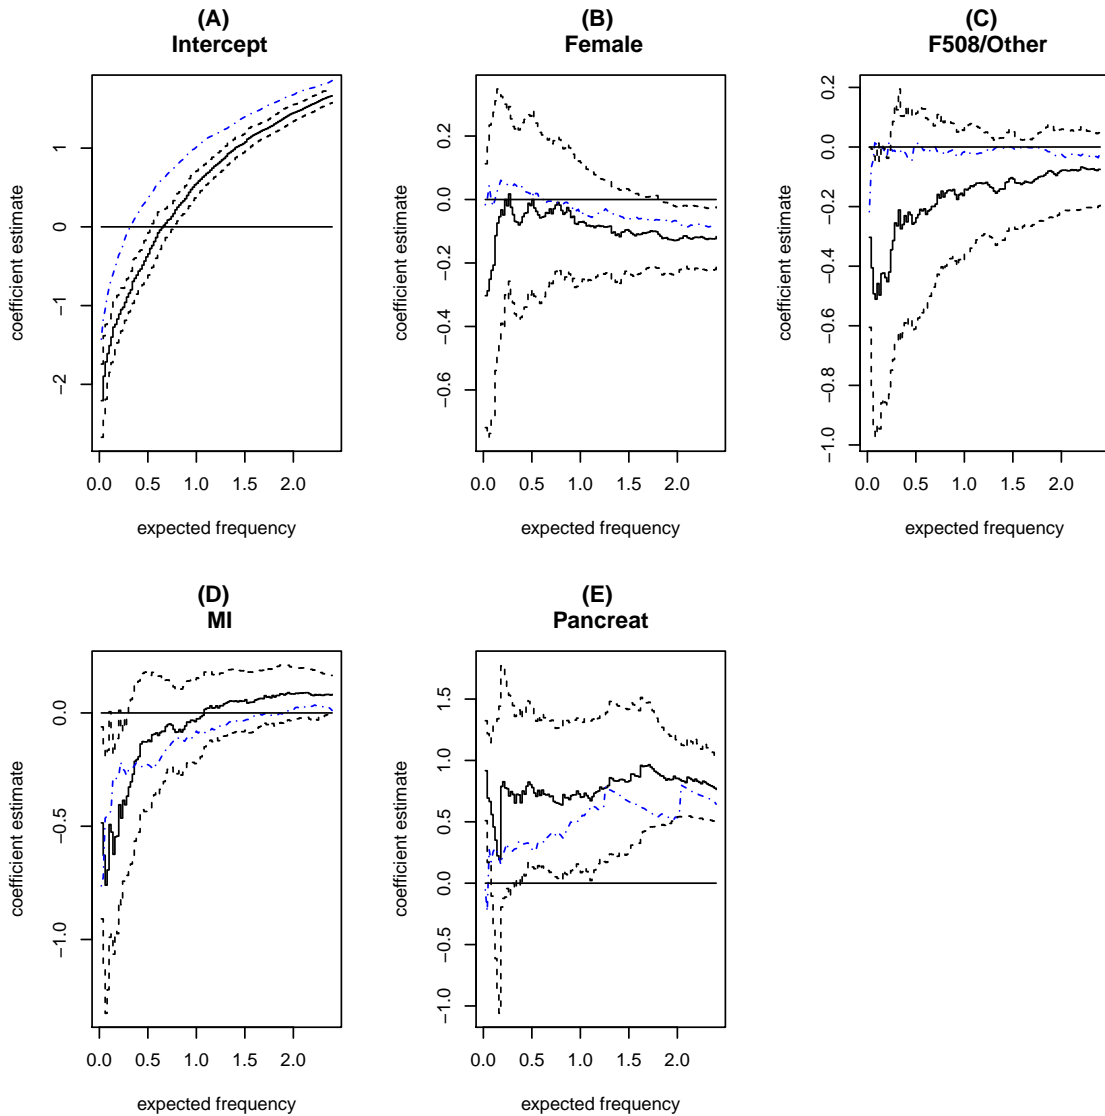 (A)
Intercept
coefficient estimate
1
0
−1
−2
0.0 0.5 1.0 1.5 2.0
expected frequency
(B)
Female
coefficient estimate
0.2
0.0
−0.2
−0.4
−0.6
0.0 0.5 1.0 1.5 2.0
expected frequency
(C)
F508/Other
coefficient estimate
0.2
0.0
−0.2
−0.4
−0.6
−0.8
−1.0
0.0 0.5 1.0 1.5 2.0
expected frequency
(D)
MI
coefficient estimate
0.0
−0.5
−1.0
0.0 0.5 1.0 1.5 2.0
expected frequency
(E)
Pancreat
coefficient estimate
1.5
1.0
0.5
0.0
−0.5
−1.0
0.0 0.5 1.0 1.5 2.0
expected frequency